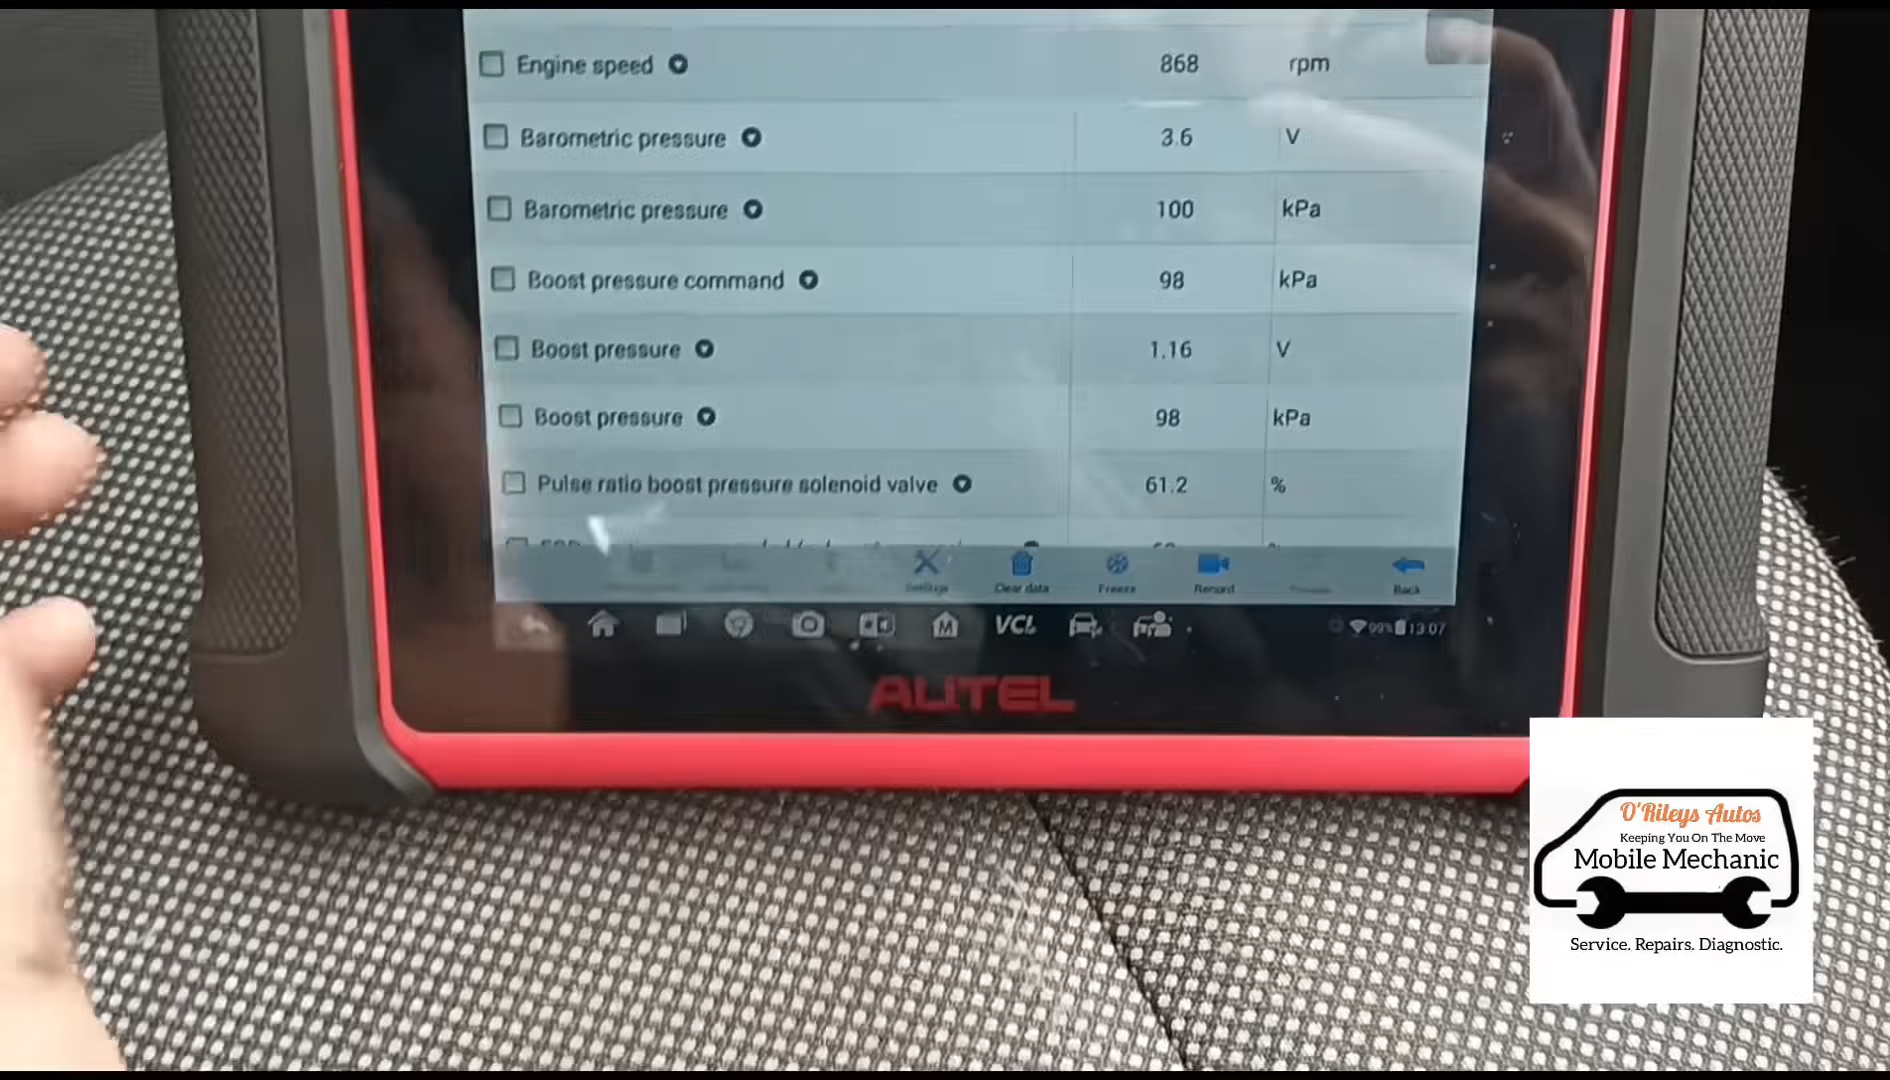 Engine speed 868 rpm
Barometric pressure 3.6 V
Barometric pressure 100 kPa
Boost pressure command 98 kPa
Boost pressure 1.16 V
Boost pressure 98 kPa
Pulse ratio boost pressure solenoid valve 61.2 %
Settings Clear data Freeze Record Back
M VCI 99% 13:07
AUTEL
O'Rileys Autos
Keeping You On The Move
Mobile Mechanic
Service. Repairs. Diagnostic.